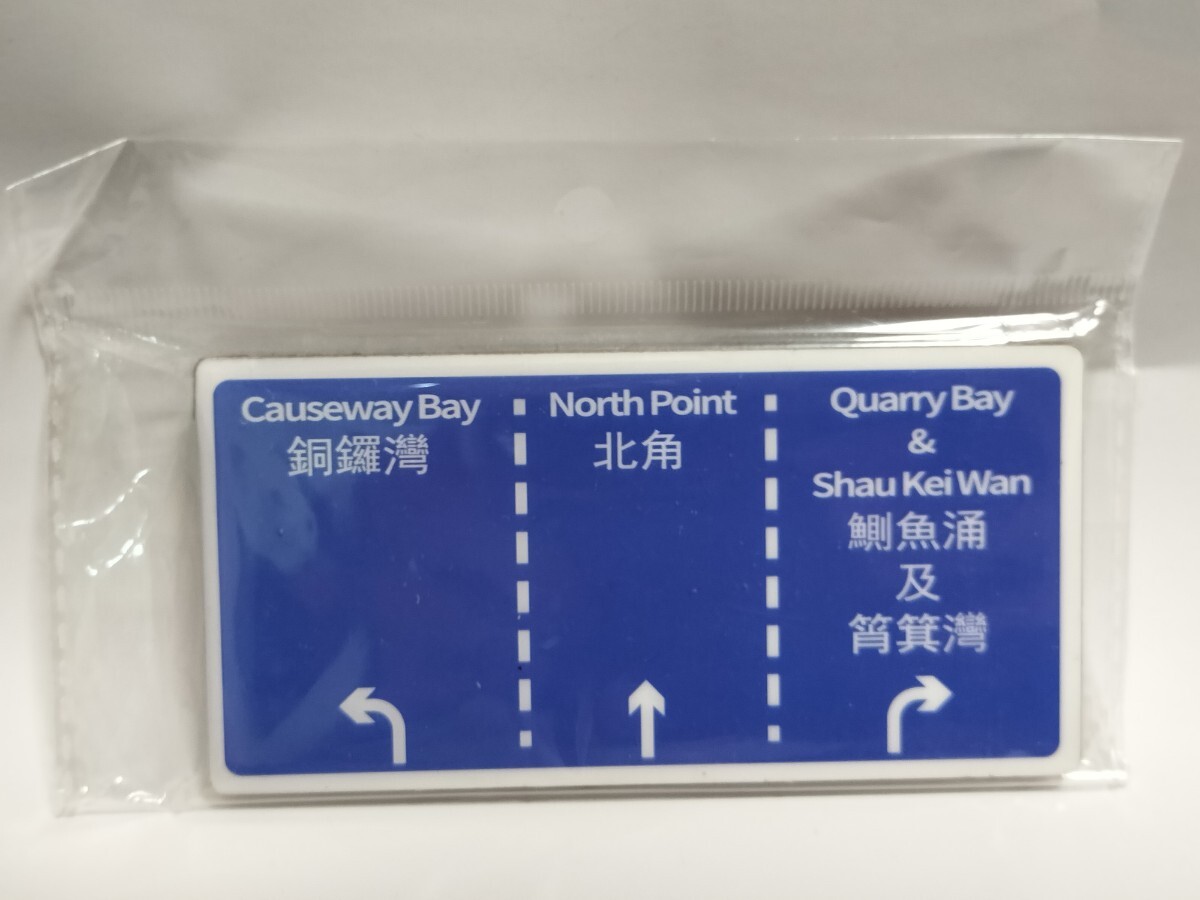 Causeway Bay
銅鑼灣
North Point
北角
Quarry Bay
&
Shau Kei Wan
鰂魚涌
及
筲箕灣